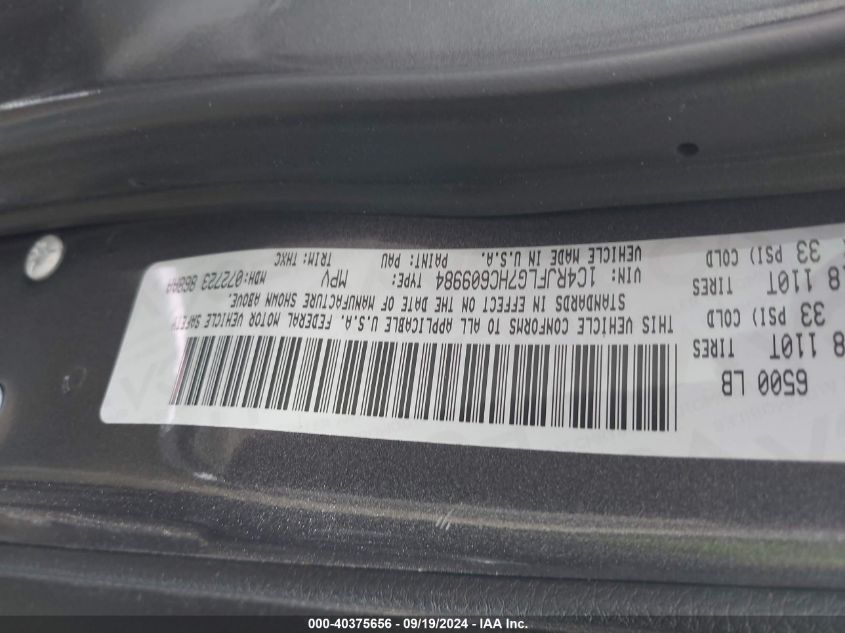 6500 LB
8 110T TIRES
33 PSI) COLD
8 110T TIRES
33 PSI) COLD
THIS VEHICLE CONFORMS TO ALL APPLICABLE U.S.A. FEDERAL MOTOR VEHICLE SAFETY
STANDARDS IN EFFECT ON THE DATE OF MANUFACTURE SHOWN ABOVE.
VIN: 1C4RJFLG7HC609984 TYPE: MPV MDH:072723
VEHICLE MADE IN U.S.A. PAINT: PAU TRIM: THXC
000-40375656 - 09/19/2024 - IAA Inc.